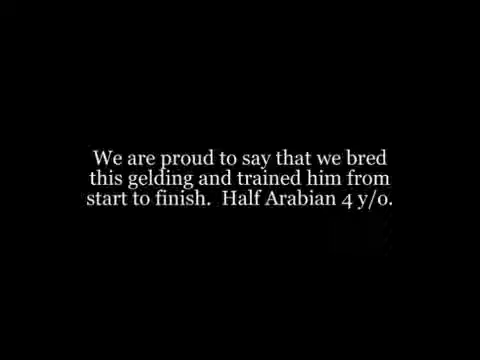 We are proud to say that we bred
this gelding and trained him from
start to finish.  Half Arabian 4 y/o.